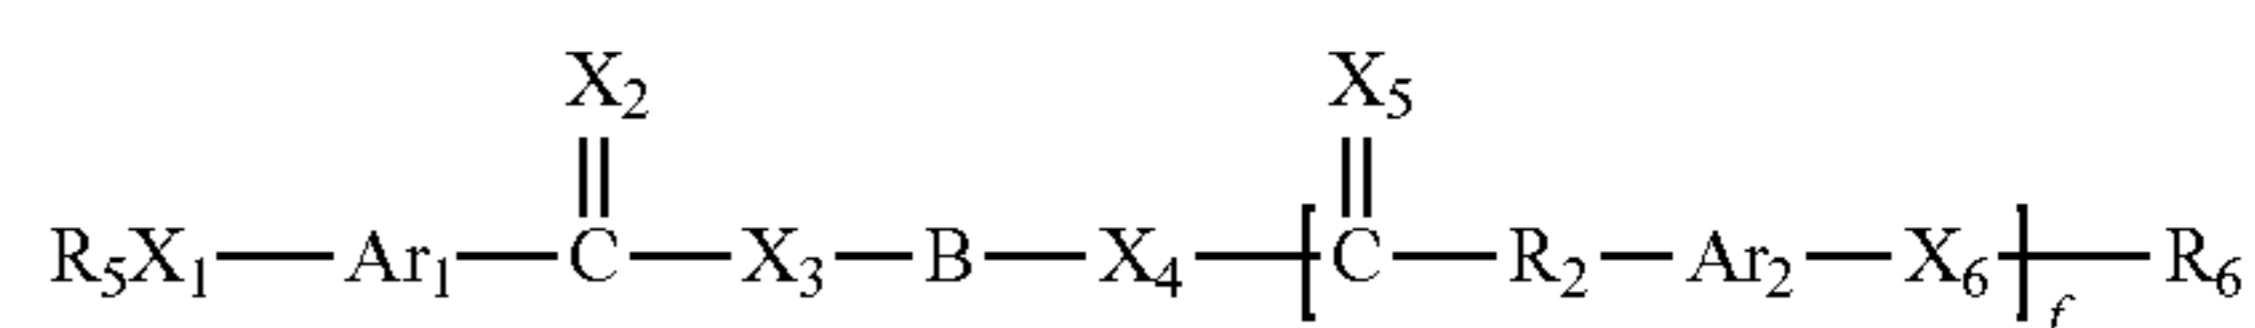 X₂ X₅
R₅X₁—Ar₁—C—X₃—B—X₄—[C—R₂—Ar₂—X₆]f—R₆